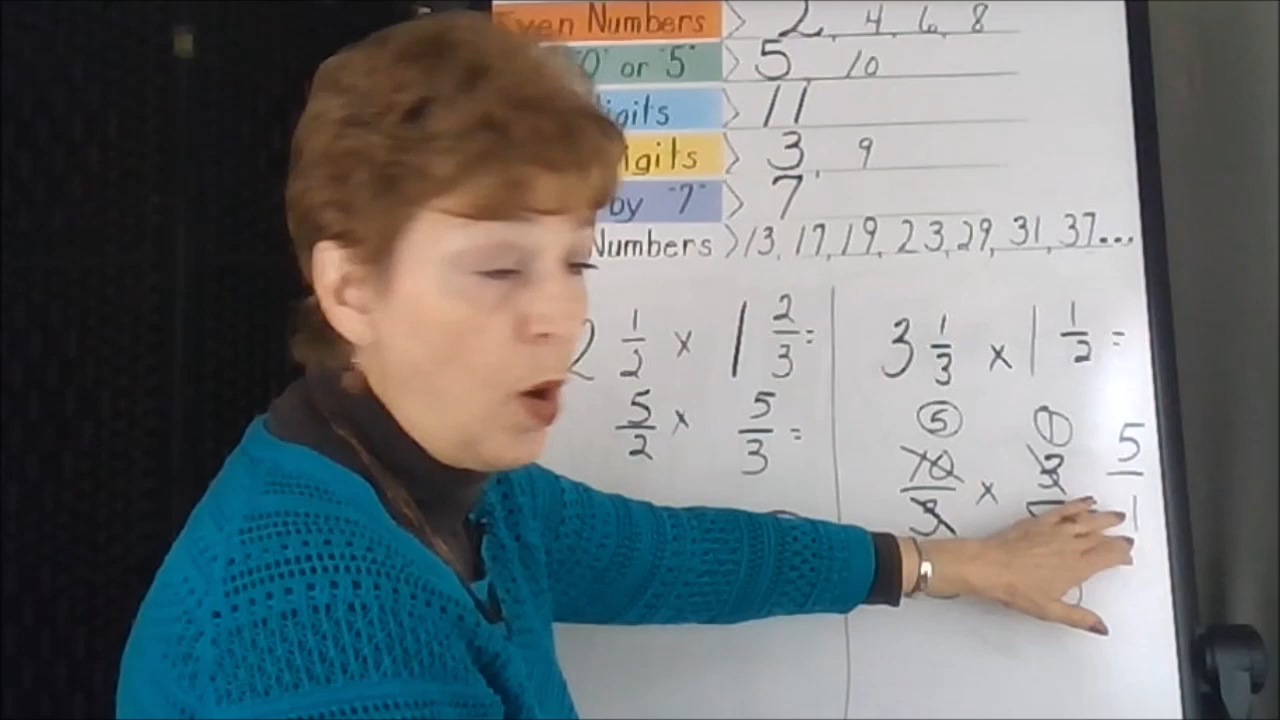 Even Numbers > 2, 4, 6, 8
"0" or "5" > 5, 10
digits > 11
digits > 3, 9
by "7" > 7
Numbers > 13, 17, 19, 23, 29, 31, 37...
2 1/2 x 1 2/3 =
5/2 x 5/3 =
3 1/3 x 1 1/2 =
5 1
10/3 x 3 5/1